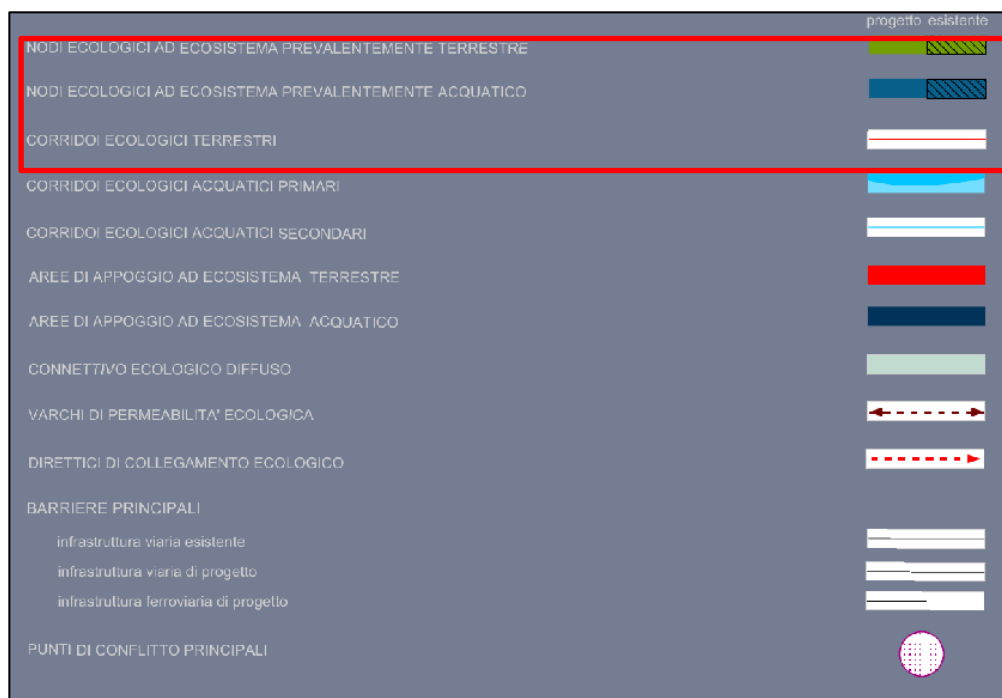 progetto esistente
NODI ECOLOGICI AD ECOSISTEMA PREVALENTEMENTE TERRESTRE
NODI ECOLOGICI AD ECOSISTEMA PREVALENTEMENTE ACQUATICO
CORRIDOI ECOLOGICI TERRESTRI
CORRIDOI ECOLOGICI ACQUATICI PRIMARI
CORRIDOI ECOLOGICI ACQUATICI SECONDARI
AREE DI APPOGGIO AD ECOSISTEMA TERRESTRE
AREE DI APPOGGIO AD ECOSISTEMA ACQUATICO
CONNETTIVO ECOLOGICO DIFFUSO
VARCHI DI PERMEABILITA' ECOLOGICA
DIRETTICI DI COLLEGAMENTO ECOLOGICO
BARRIERE PRINCIPALI
infrastruttura viaria esistente
infrastruttura viaria di progetto
infrastruttura ferroviaria di progetto
PUNTI DI CONFLITTO PRINCIPALI